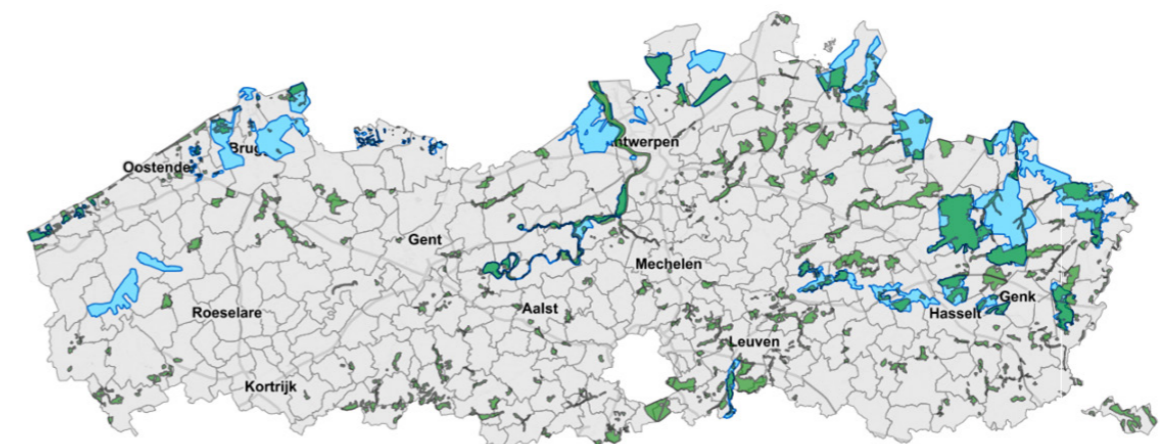 ntwerpen
Brug
Oostende
Gent
Mechelen
Aalst
Genk
Roeselare
Hasselt
Leuven
Kortrijk